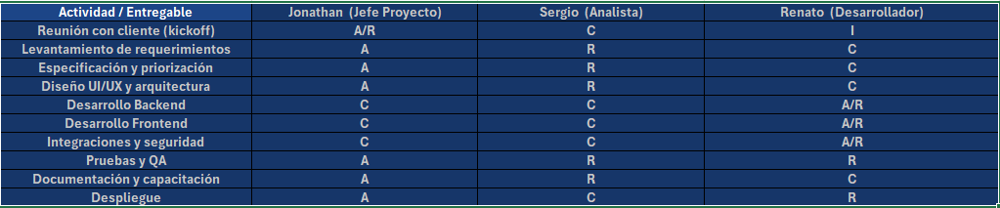 Actividad / Entregable Jonathan (Jefe Proyecto) Sergio (Analista) Renato (Desarrollador)
Reunión con cliente (kickoff) A/R C I
Levantamiento de requerimientos A R C
Especificación y priorización A R C
Diseño UI/UX y arquitectura A R C
Desarrollo Backend C C A/R
Desarrollo Frontend C C A/R
Integraciones y seguridad C C A/R
Pruebas y QA A R R
Documentación y capacitación A R C
Despliegue A C R